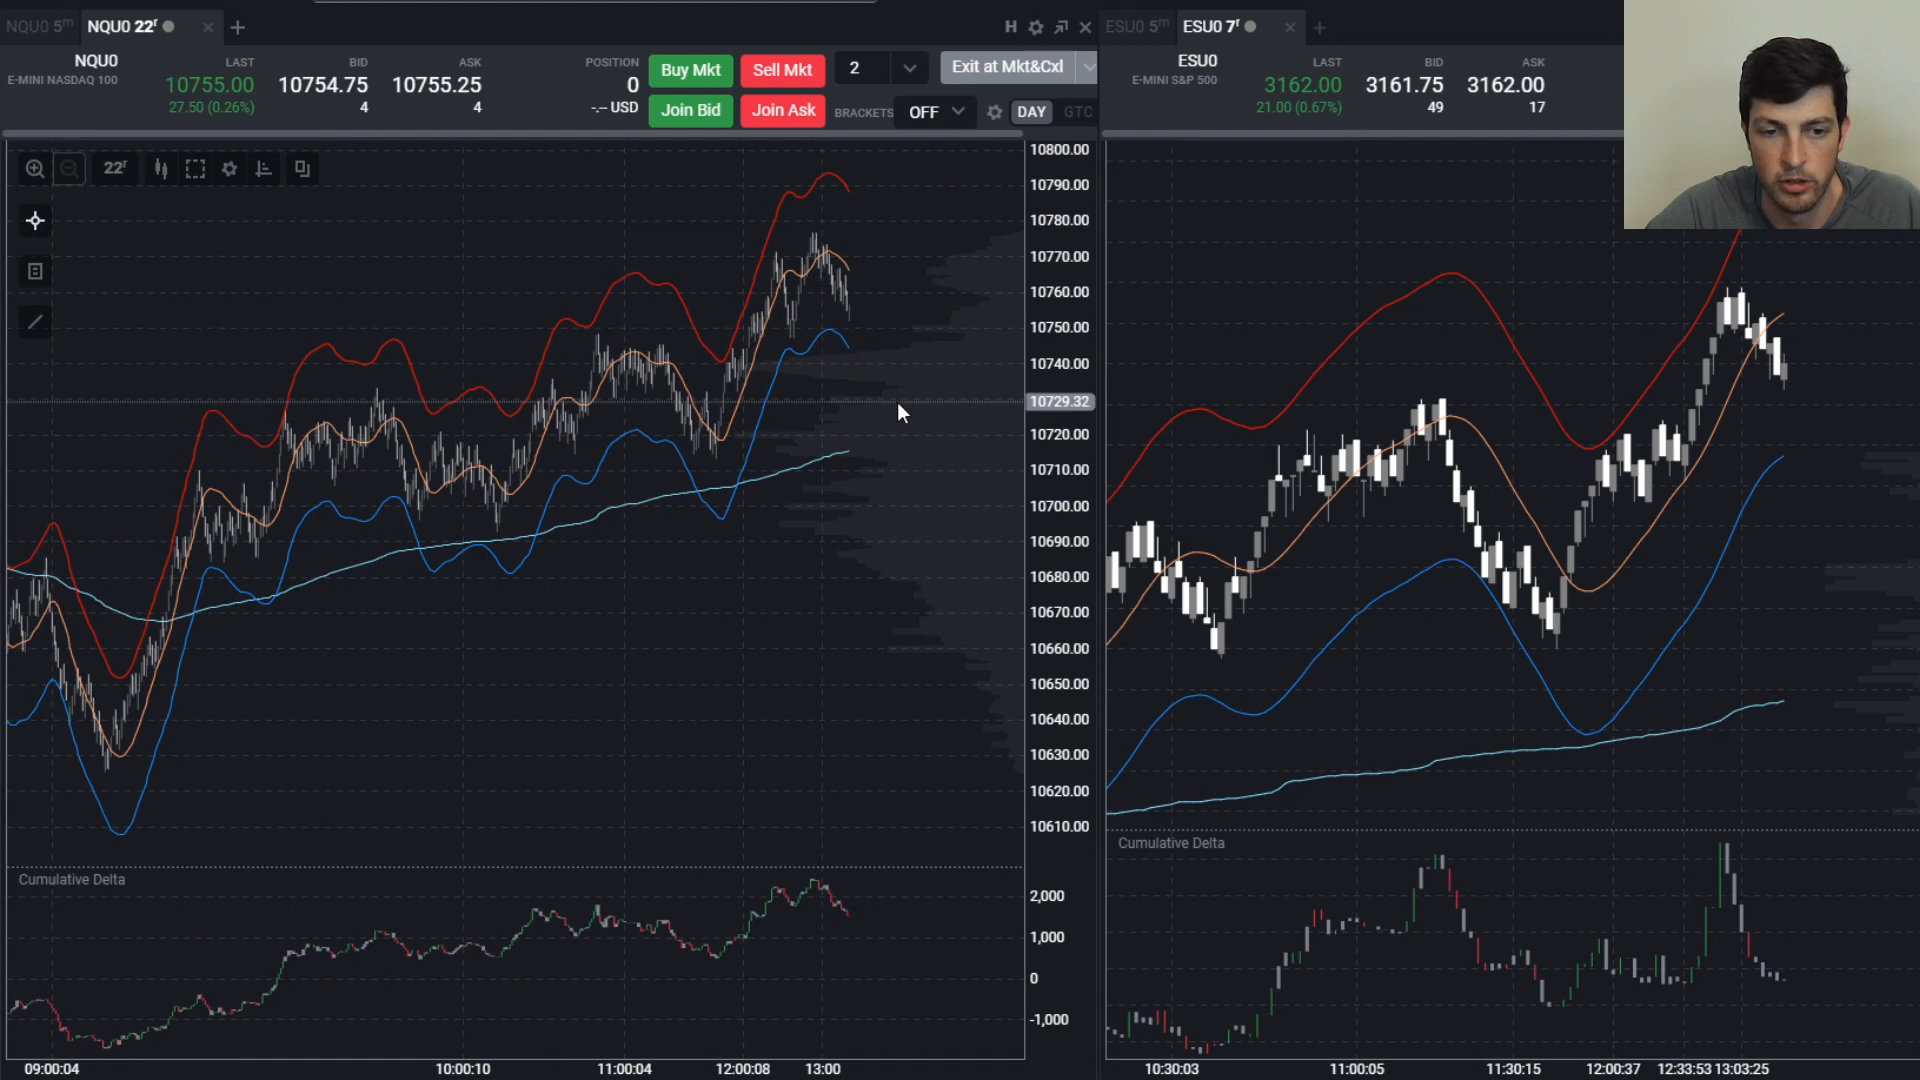 NQU0 5m
NQU0 22r
H
ESU0 5m
ESU0 7r
NQU0
E-MINI NASDAQ 100
LAST
10755.00
27.50 (0.26%)
BID
10754.75
4
ASK
10755.25
4
POSITION
0
-.-- USD
Buy Mkt
Sell Mkt
2
Exit at Mkt&Cxl
Join Bid
Join Ask
BRACKETS
OFF
DAY
GTC
ESU0
E-MINI S&P 500
LAST
3162.00
21.00 (0.67%)
BID
3161.75
49
ASK
3162.00
17
22r
10800.00
10790.00
10780.00
10770.00
10760.00
10750.00
10740.00
10729.32
10720.00
10710.00
10700.00
10690.00
10680.00
10670.00
10660.00
10650.00
10640.00
10630.00
10620.00
10610.00
Cumulative Delta
2,000
1,000
0
-1,000
09:00:04
10:00:10
11:00:04
12:00:08
13:00
Cumulative Delta
10:30:03
11:00:05
11:30:15
12:00:37
12:33:53
13:03:25